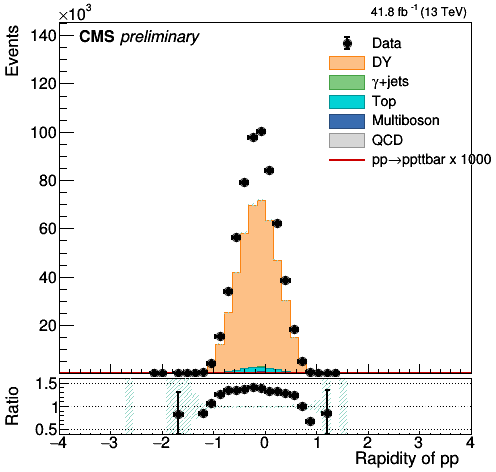 ×10³
41.8 fb⁻¹ (13 TeV)
CMS preliminary
Events
140
120
100
80
60
40
20
Data
DY
γ+jets
Top
Multiboson
QCD
pp→ppttbar x 1000
Ratio
1.5
1
0.5
−4 −3 −2 −1 0 1 2 3 4
Rapidity of pp